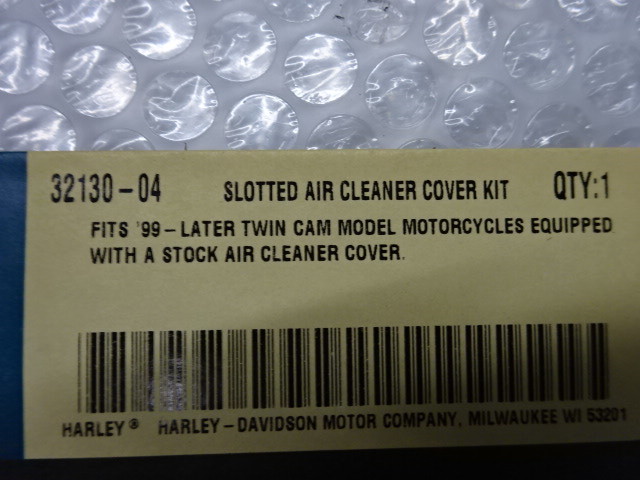 32130-04 SLOTTED AIR CLEANER COVER KIT QTY:1
FITS '99-LATER TWIN CAM MODEL MOTORCYCLES EQUIPPED
WITH A STOCK AIR CLEANER COVER.
HARLEY® HARLEY-DAVIDSON MOTOR COMPANY, MILWAUKEE WI 53201